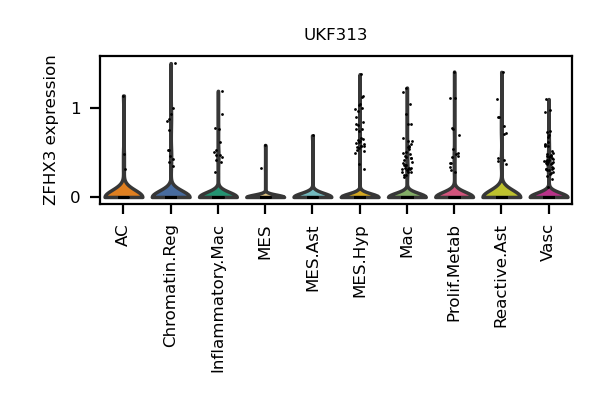 UKF313
ZFHX3 expression
1
0
AC
Chromatin.Reg
Inflammatory.Mac
MES
MES.Ast
MES.Hyp
Mac
Prolif.Metab
Reactive.Ast
Vasc